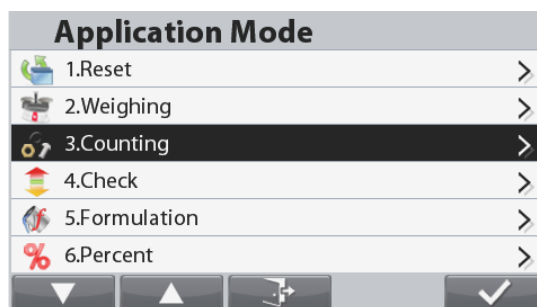 Application Mode
1.Reset
2.Weighing
3.Counting
4.Check
5.Formulation
6.Percent